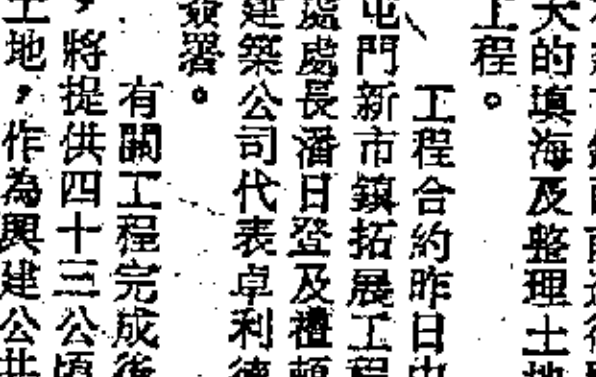 大的填海及整理土地
上程。
工程合約昨日由
屯門新市鎮拓展工程
處處長潘日登及禮頓
建築公司代表卓利德
簽署。
有關工程完成後
，將提供四十三公頃
土地，作為興建公共